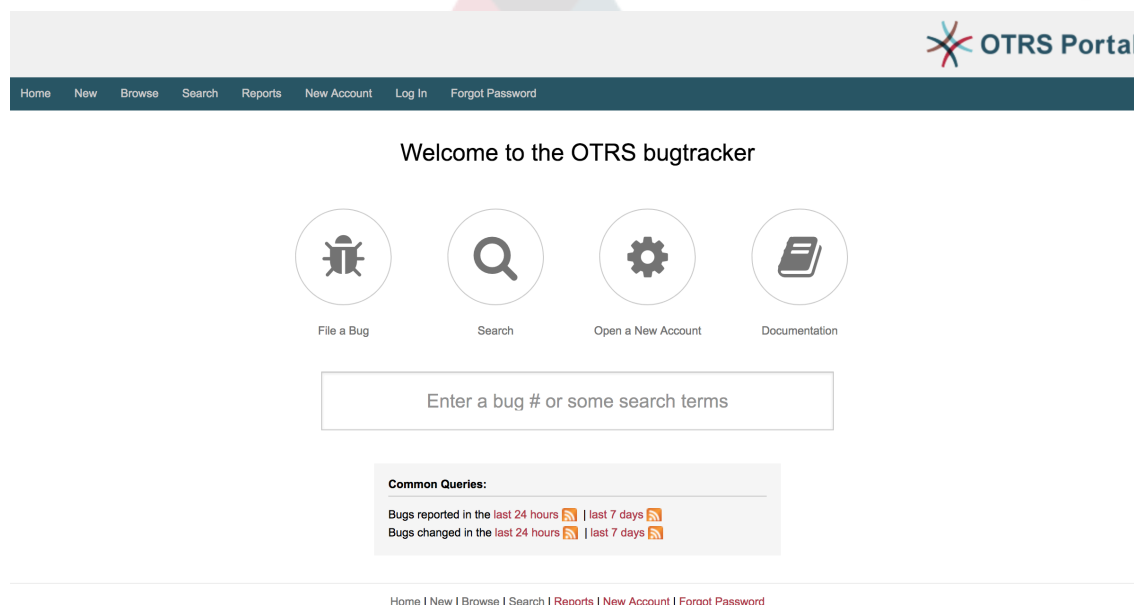 OTRS Portal
Home New Browse Search Reports New Account Log In Forgot Password
Welcome to the OTRS bugtracker
File a Bug Search Open a New Account Documentation
Enter a bug # or some search terms
Common Queries:
Bugs reported in the last 24 hours | last 7 days
Bugs changed in the last 24 hours | last 7 days
Home | New | Browse | Search | Reports | New Account | Forgot Password